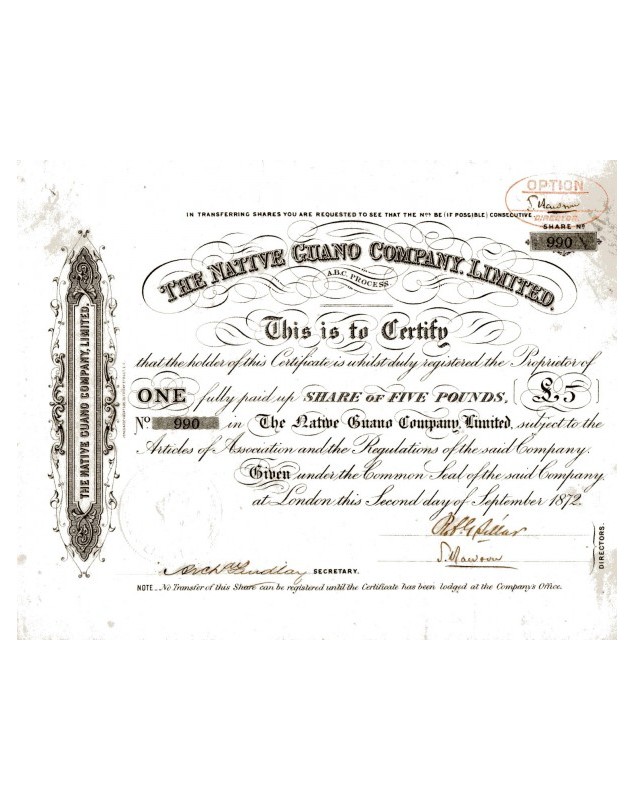 OPTION
DIRECTOR.
IN TRANSFERRING SHARES YOU ARE REQUESTED TO SEE THAT THE Nos BE (IF POSSIBLE) CONSECUTIVE
SHARE No
990
THE NATIVE GUANO COMPANY, LIMITED.
A.B.C. PROCESS
This is to Certify
that the holder of this Certificate is whilst duly registered the Proprietor of
ONE fully paid up SHARE OF FIVE POUNDS, £5
No 990 in The Native Guano Company, Limited, subject to the
Articles of Association and the Regulations of the said Company.
Given under the Common Seal of the said Company,
at London this Second day of September 1872.
DIRECTORS.
SECRETARY.
NOTE.. No Transfer of this Share can be registered until the Certificate has been lodged at the Company's Office.
THE NATIVE GUANO COMPANY, LIMITED.